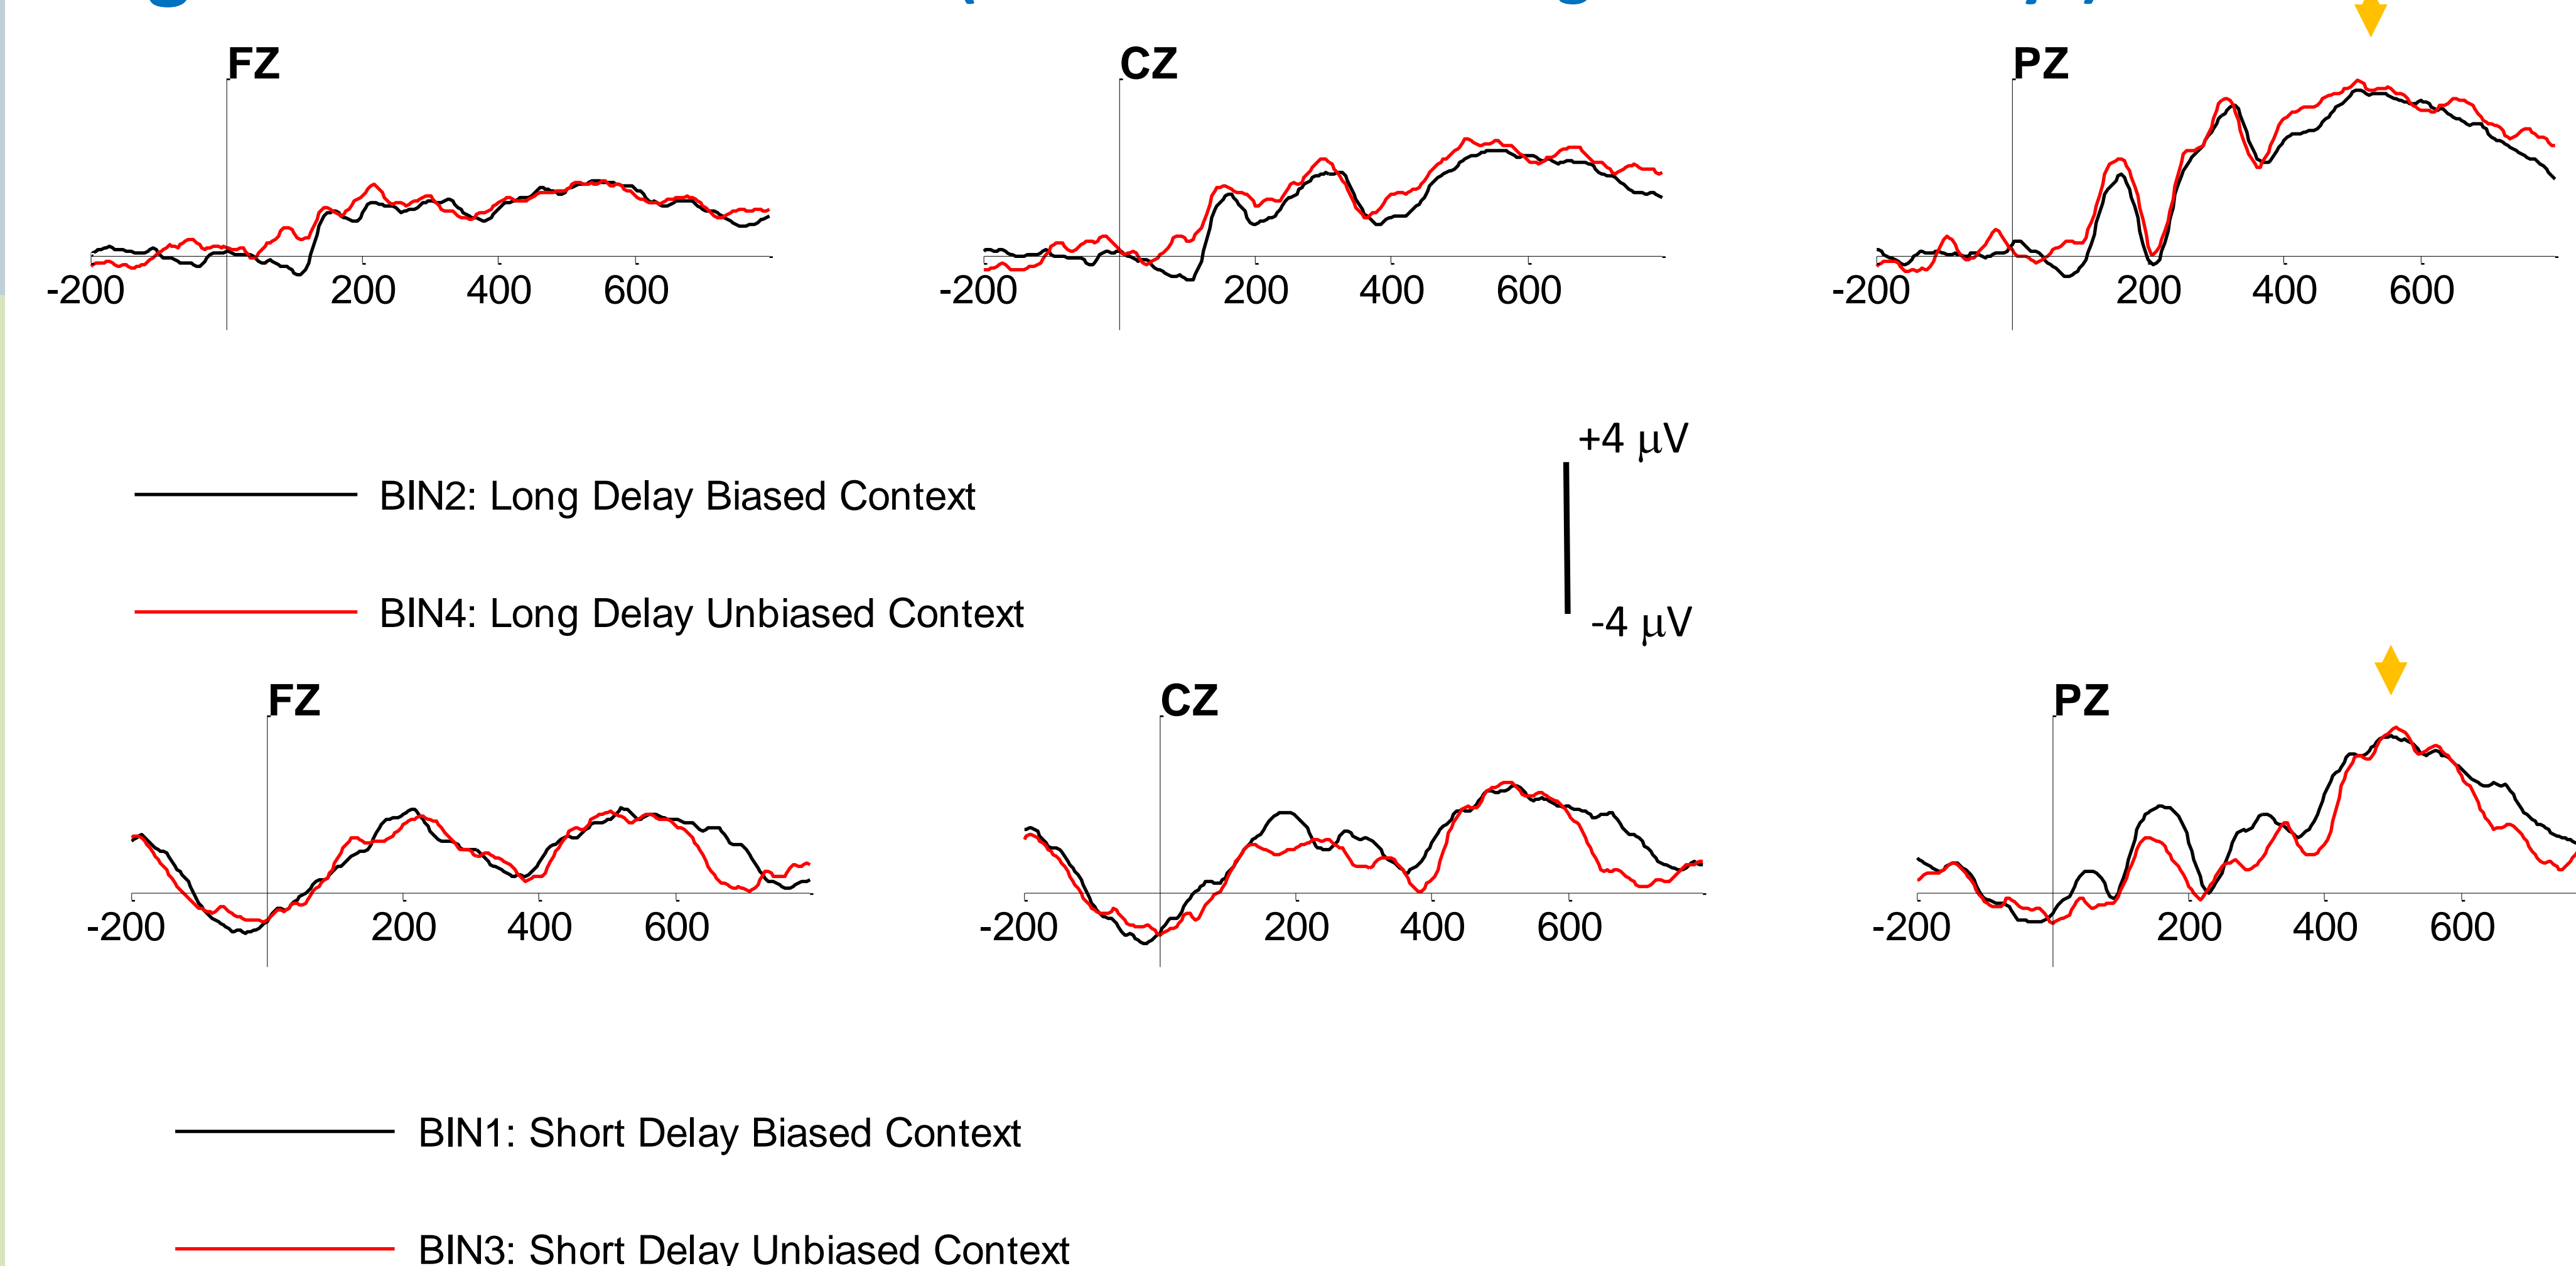 FZ CZ PZ
-200 200 400 600 -200 200 400 600 -200 200 400 600
+4 μV
BIN2: Long Delay Biased Context
BIN4: Long Delay Unbiased Context
-4 μV
FZ CZ PZ
-200 200 400 600 -200 200 400 600 -200 200 400 600
BIN1: Short Delay Biased Context
BIN3: Short Delay Unbiased Context